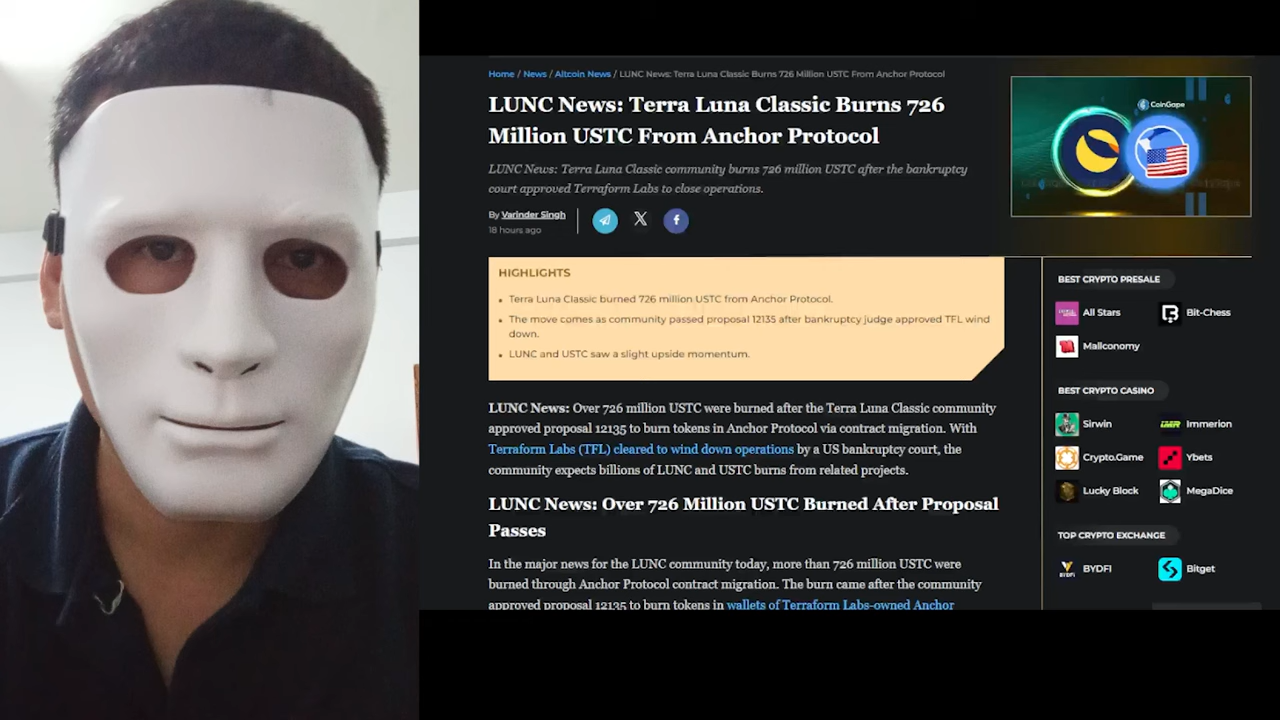 Home / News / Altcoin News / LUNC News: Terra Luna Classic Burns 726 Million USTC From Anchor Protocol
LUNC News: Terra Luna Classic Burns 726
Million USTC From Anchor Protocol
LUNC News: Terra Luna Classic community burns 726 million USTC after the bankruptcy
court approved Terraform Labs to close operations.
By Varinder Singh
18 hours ago
CoinGape
HIGHLIGHTS
Terra Luna Classic burned 726 million USTC from Anchor Protocol.
The move comes as community passed proposal 12135 after bankruptcy judge approved TFL wind
down.
LUNC and USTC saw a slight upside momentum.
LUNC News: Over 726 million USTC were burned after the Terra Luna Classic community
approved proposal 12135 to burn tokens in Anchor Protocol via contract migration. With
Terraform Labs (TFL) cleared to wind down operations by a US bankruptcy court, the
community expects billions of LUNC and USTC burns from related projects.
LUNC News: Over 726 Million USTC Burned After Proposal
Passes
In the major news for the LUNC community today, more than 726 million USTC were
burned through Anchor Protocol contract migration. The burn came after the community
approved proposal 12135 to burn tokens in wallets of Terraform Labs-owned Anchor
BEST CRYPTO PRESALE
All Stars
Bit-Chess
Mallconomy
BEST CRYPTO CASINO
Sirwin
Immerion
Crypto.Game
Ybets
Lucky Block
MegaDice
TOP CRYPTO EXCHANGE
BYDFI
Bitget